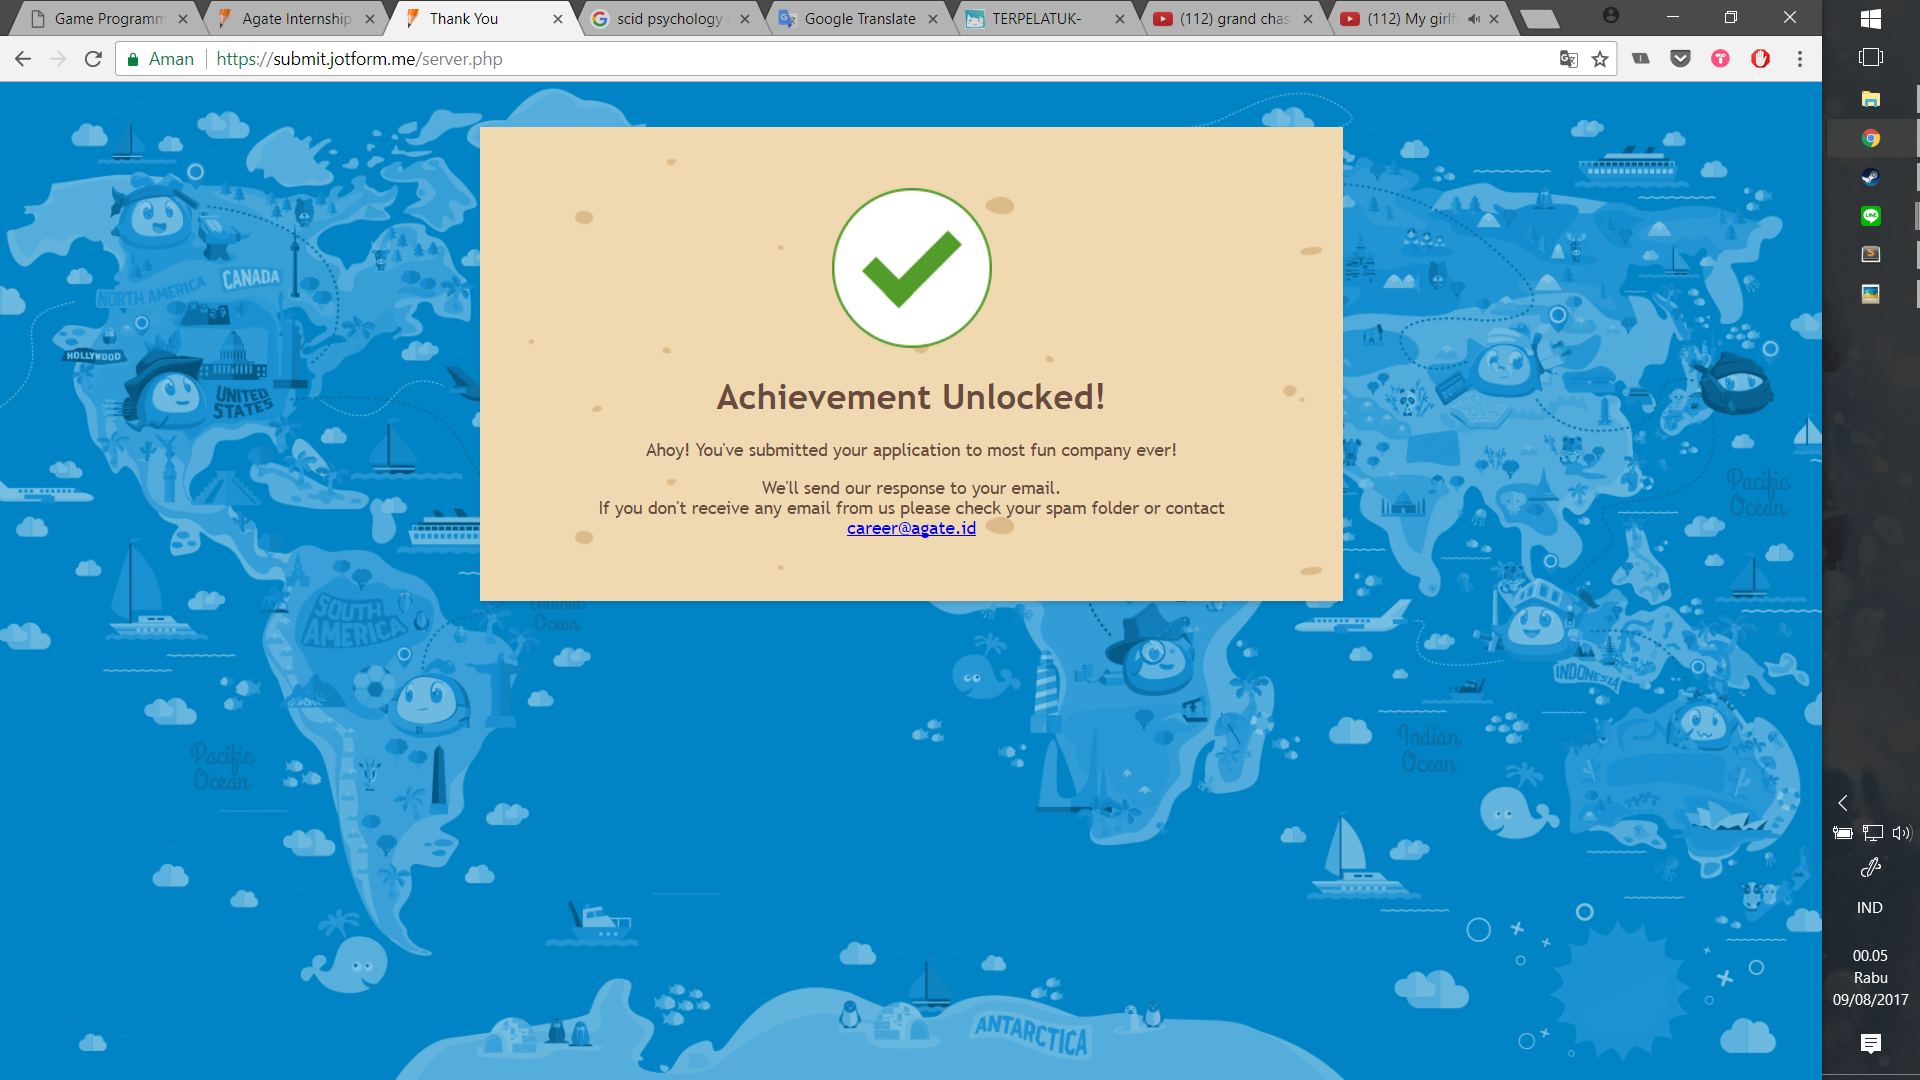 Game Programm
Agate Internship
Thank You
scid psychology
Google Translate
TERPELATUK-
(112) grand chas
(112) My girlf
Aman
https://submit.jotform.me/server.php
NORTH AMERICA
CANADA
HOLLYWOOD
UNITED
STATES
Achievement Unlocked!
Ahoy! You've submitted your application to most fun company ever!
We'll send our response to your email.
If you don't receive any email from us please check your spam folder or contact
career@agate.id
Pacific
Ocean
SOUTH
AMERICA
Atlantic
Ocean
INDONESIA
Pacific
Ocean
Indian
Ocean
ANTARCTICA
LINE
IND
00.05
Rabu
09/08/2017